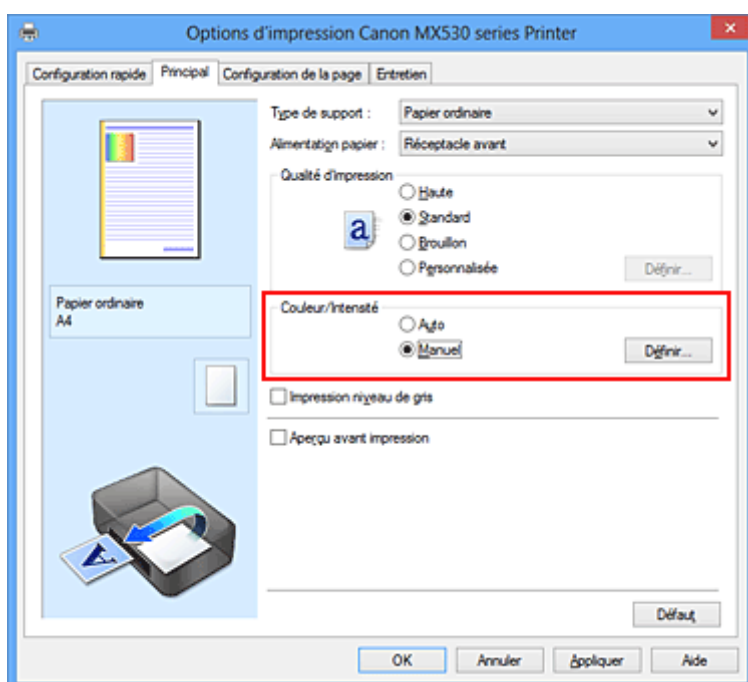 Options d'impression Canon MX530 series Printer
Configuration rapide Principal Configuration de la page Entretien
Type de support : Papier ordinaire
Alimentation papier : Réceptacle avant
Qualité d'impression
Haute
a Standard
Brouillon
Personnalisée Définir...
Papier ordinaire
A4
Couleur/Intensité
Auto
Manuel Définir...
Impression niveau de gris
Aperçu avant impression
A
Défaut
OK Annuler Appliquer Aide